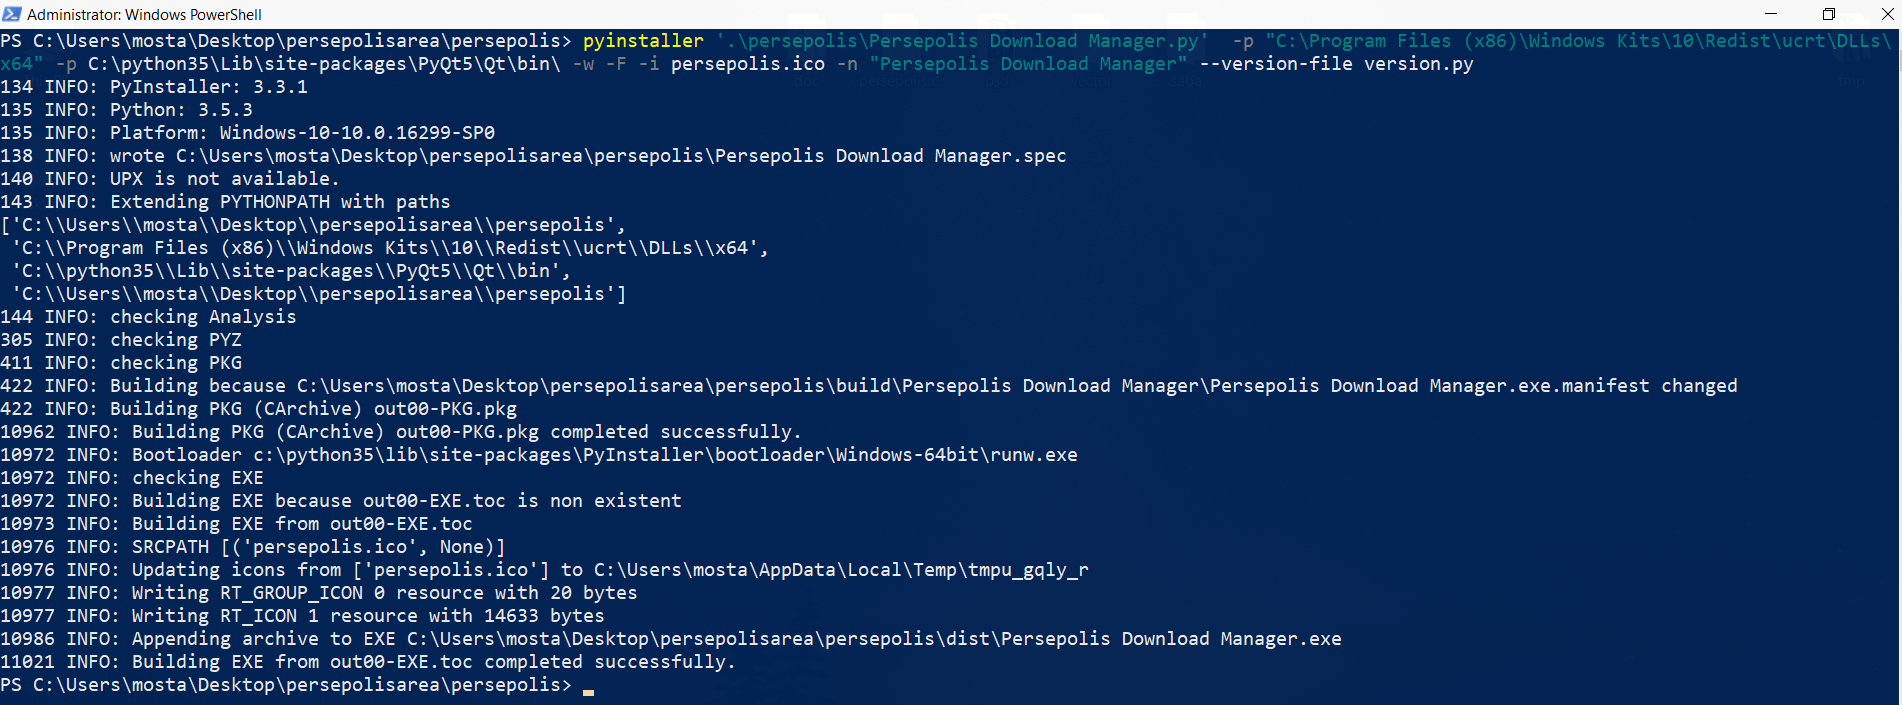 Administrator: Windows PowerShell
PS C:\Users\mosta\Desktop\persepolisarea\persepolis> pyinstaller '.\persepolis\Persepolis Download Manager.py'  -p "C:\Program Files (x86)\Windows Kits\10\Redist\ucrt\DLLs\
x64" -p C:\python35\Lib\site-packages\PyQt5\Qt\bin\ -w -F -i persepolis.ico -n "Persepolis Download Manager" --version-file version.py
134 INFO: PyInstaller: 3.3.1
135 INFO: Python: 3.5.3
135 INFO: Platform: Windows-10-10.0.16299-SP0
138 INFO: wrote C:\Users\mosta\Desktop\persepolisarea\persepolis\Persepolis Download Manager.spec
140 INFO: UPX is not available.
143 INFO: Extending PYTHONPATH with paths
['C:\\Users\\mosta\\Desktop\\persepolisarea\\persepolis',
 'C:\\Program Files (x86)\\Windows Kits\\10\\Redist\\ucrt\\DLLs\\x64',
 'C:\\python35\\Lib\\site-packages\\PyQt5\\Qt\\bin',
 'C:\\Users\\mosta\\Desktop\\persepolisarea\\persepolis']
144 INFO: checking Analysis
305 INFO: checking PYZ
411 INFO: checking PKG
422 INFO: Building because C:\Users\mosta\Desktop\persepolisarea\persepolis\build\Persepolis Download Manager\Persepolis Download Manager.exe.manifest changed
422 INFO: Building PKG (CArchive) out00-PKG.pkg
10962 INFO: Building PKG (CArchive) out00-PKG.pkg completed successfully.
10972 INFO: Bootloader c:\python35\lib\site-packages\PyInstaller\bootloader\Windows-64bit\runw.exe
10972 INFO: checking EXE
10972 INFO: Building EXE because out00-EXE.toc is non existent
10973 INFO: Building EXE from out00-EXE.toc
10976 INFO: SRCPATH [('persepolis.ico', None)]
10976 INFO: Updating icons from ['persepolis.ico'] to C:\Users\mosta\AppData\Local\Temp\tmpu_gqly_r
10977 INFO: Writing RT_GROUP_ICON 0 resource with 20 bytes
10977 INFO: Writing RT_ICON 1 resource with 14633 bytes
10986 INFO: Appending archive to EXE C:\Users\mosta\Desktop\persepolisarea\persepolis\dist\Persepolis Download Manager.exe
11021 INFO: Building EXE from out00-EXE.toc completed successfully.
PS C:\Users\mosta\Desktop\persepolisarea\persepolis>